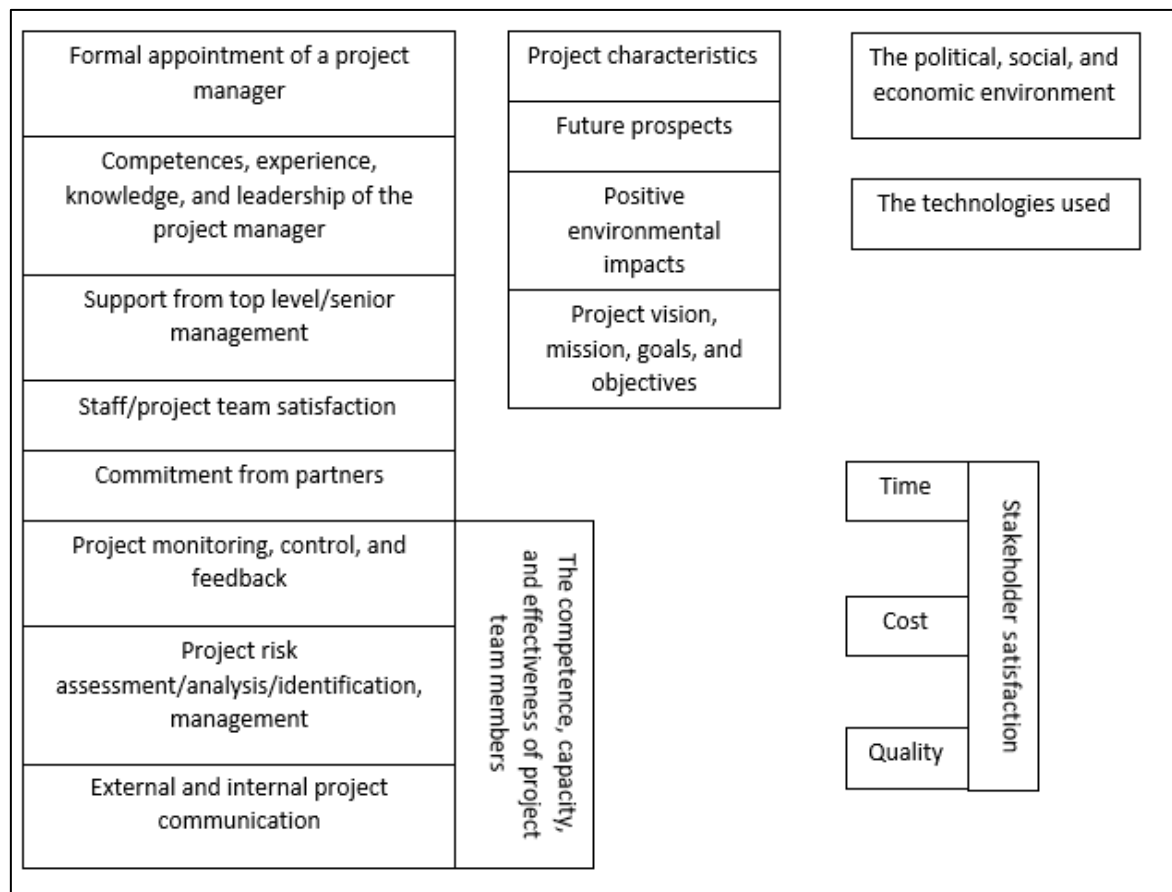 Formal appointment of a project
manager
Competences, experience,
knowledge, and leadership of the
project manager
Support from top level/senior
management
Staff/project team satisfaction
Commitment from partners
Project monitoring, control, and
feedback
Project risk
assessment/analysis/identification,
management
External and internal project
communication
The competence, capacity,
and effectiveness of project
team members
Project characteristics
Future prospects
Positive
environmental
impacts
Project vision,
mission, goals, and
objectives
The political, social, and
economic environment
The technologies used
Time
Cost
Quality
Stakeholder satisfaction